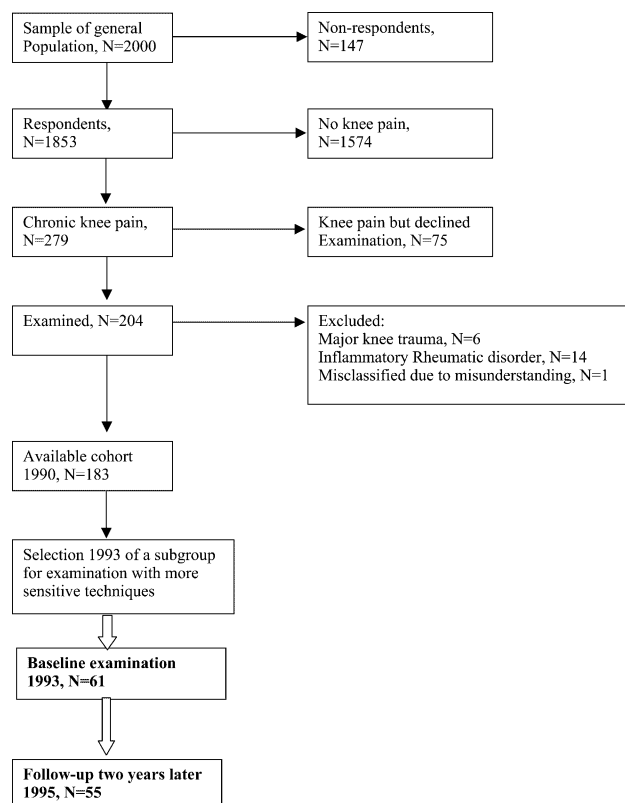 Sample of general
Population, N=2000
Non-respondents,
N=147
Respondents,
N=1853
No knee pain,
N=1574
Chronic knee pain,
N=279
Knee pain but declined
Examination, N=75
Examined, N=204
Excluded:
Major knee trauma, N=6
Inflammatory Rheumatic disorder, N=14
Misclassified due to misunderstanding, N=1
Available cohort
1990, N=183
Selection 1993 of a subgroup
for examination with more
sensitive techniques
Baseline examination
1993, N=61
Follow-up two years later
1995, N=55